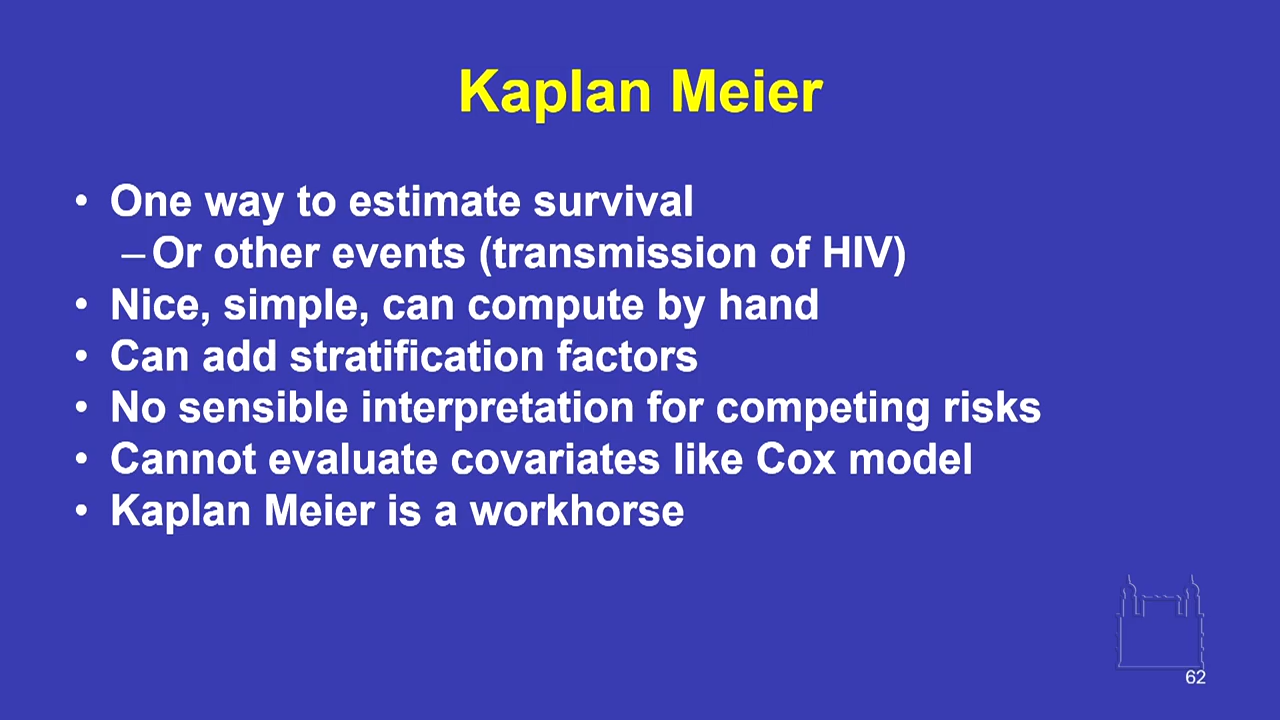 Kaplan Meier
• One way to estimate survival
– Or other events (transmission of HIV)
• Nice, simple, can compute by hand
• Can add stratification factors
• No sensible interpretation for competing risks
• Cannot evaluate covariates like Cox model
• Kaplan Meier is a workhorse
62